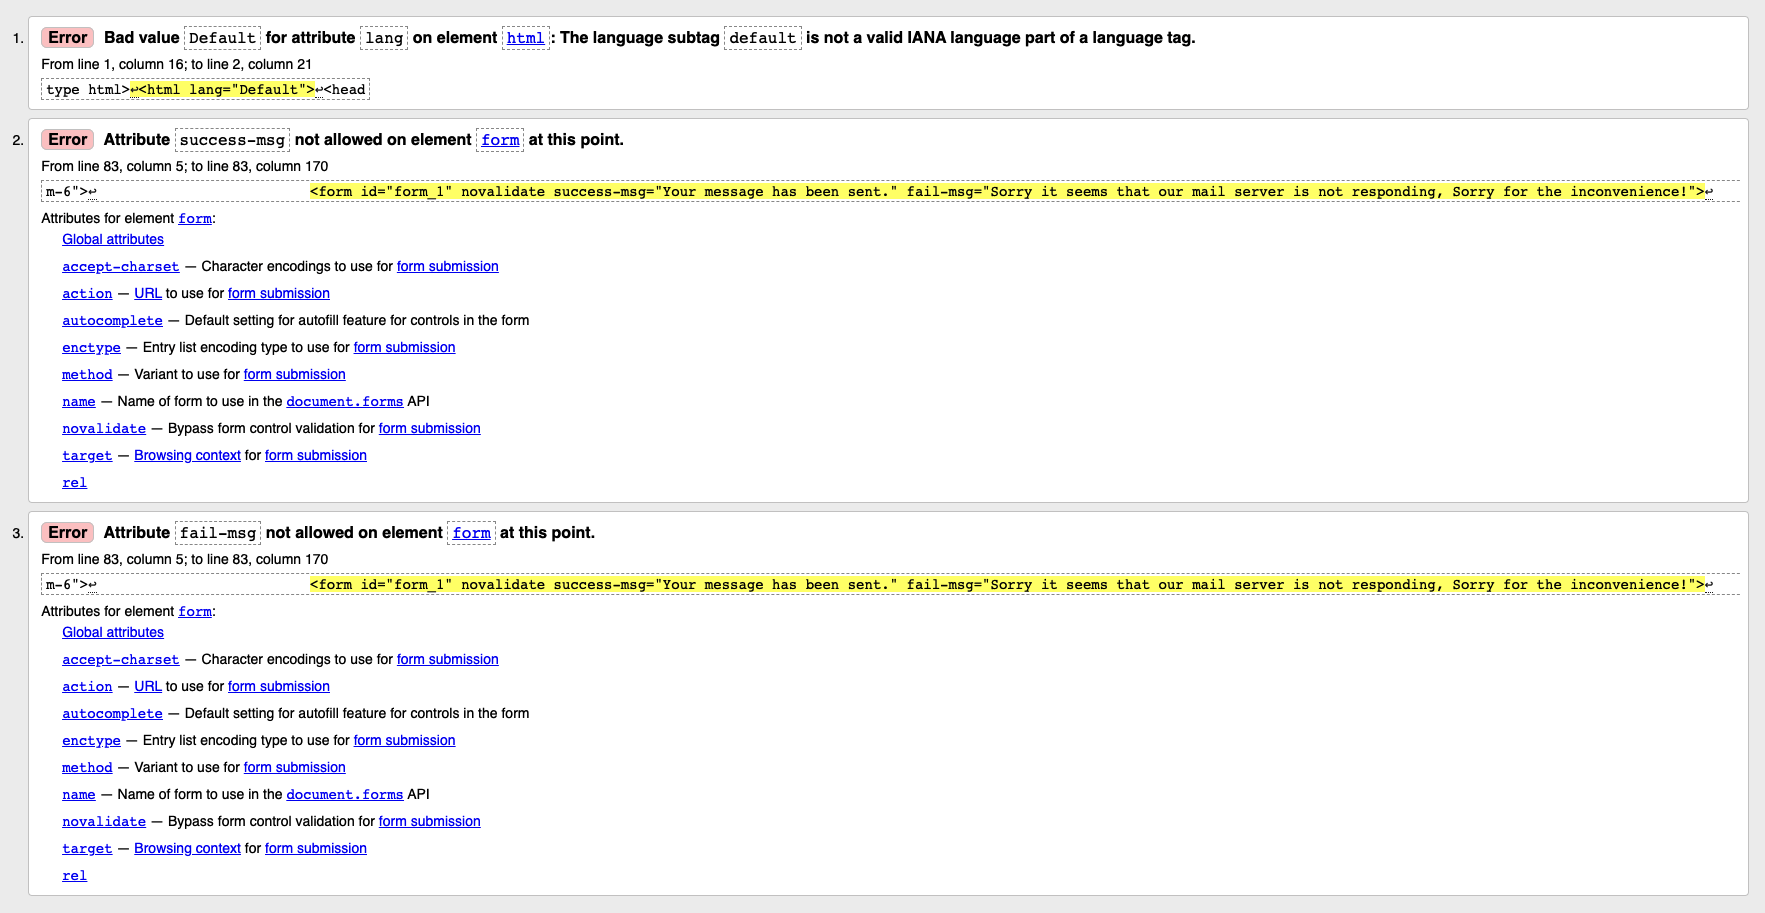 1. Error Bad value Default for attribute lang on element html: The language subtag default is not a valid IANA language part of a language tag.
From line 1, column 16; to line 2, column 21
type html>↩<html lang="Default">↩<head
2. Error Attribute success-msg not allowed on element form at this point.
From line 83, column 5; to line 83, column 170
m-6">↩ <form id="form_1" novalidate success-msg="Your message has been sent." fail-msg="Sorry it seems that our mail server is not responding, Sorry for the inconvenience!">↩
Attributes for element form:
Global attributes
accept-charset — Character encodings to use for form submission
action — URL to use for form submission
autocomplete — Default setting for autofill feature for controls in the form
enctype — Entry list encoding type to use for form submission
method — Variant to use for form submission
name — Name of form to use in the document.forms API
novalidate — Bypass form control validation for form submission
target — Browsing context for form submission
rel
3. Error Attribute fail-msg not allowed on element form at this point.
From line 83, column 5; to line 83, column 170
m-6">↩ <form id="form_1" novalidate success-msg="Your message has been sent." fail-msg="Sorry it seems that our mail server is not responding, Sorry for the inconvenience!">↩
Attributes for element form:
Global attributes
accept-charset — Character encodings to use for form submission
action — URL to use for form submission
autocomplete — Default setting for autofill feature for controls in the form
enctype — Entry list encoding type to use for form submission
method — Variant to use for form submission
name — Name of form to use in the document.forms API
novalidate — Bypass form control validation for form submission
target — Browsing context for form submission
rel